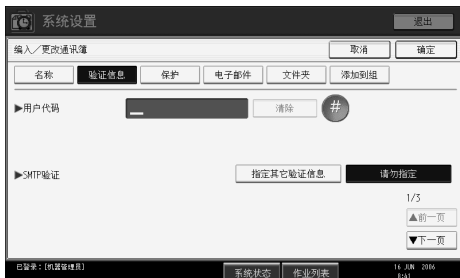 系统设置
退出
编入／更改通讯簿
取消
确定
名称
验证信息
保护
电子邮件
文件夹
添加到组
▶用户代码
清除
#
▶SMTP验证
指定其它验证信息
请勿指定
1/3
▲前一页
▼下一页
已登录：[机器管理员]
系统状态
作业列表
16 JUN 2006